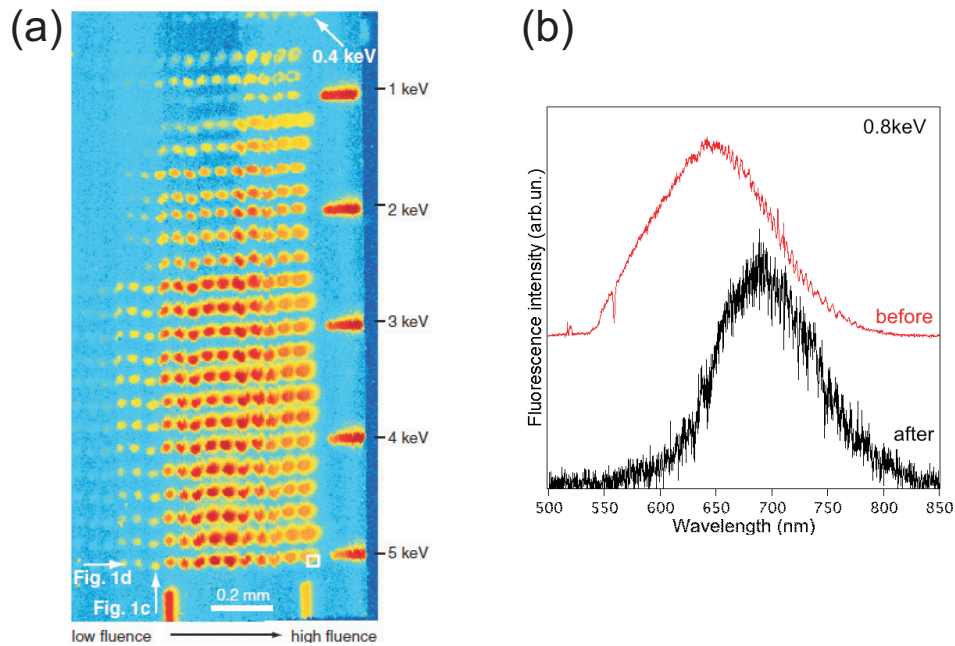 (a)
0.4 keV
1 keV
2 keV
3 keV
4 keV
5 keV
Fig. 1d
Fig. 1c
0.2 mm
low fluence
high fluence
(b)
0.8keV
before
after
Fluorescence intensity (arb.un.)
500 550 600 650 700 750 800 850
Wavelength (nm)